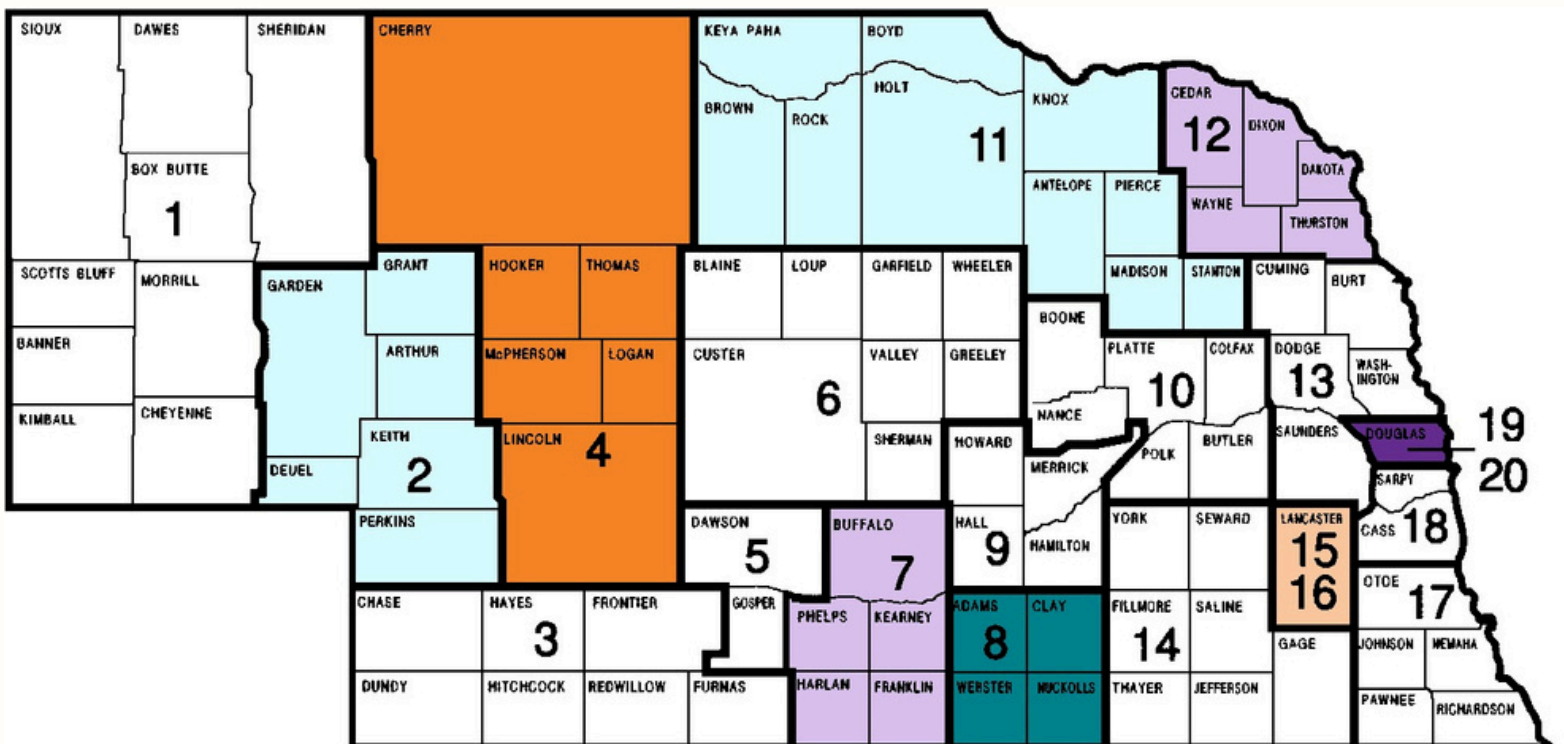 SIOUX
DAWES
SHERIDAN
CHERRY
KEYA PAHA
BOYD
HOLT
BROWN
ROCK
11
KNOX
CEDAR
12
DIXON
DAKOTA
BOX BUTTE
1
ANTELOPE
PIERCE
WAYNE
THURSTON
SCOTTS BLUFF
MORRILL
GARDEN
GRANT
HOOKER
THOMAS
BLAINE
LOUP
GARFIELD
WHEELER
MADISON
STANTON
CUMING
BURT
BANNER
ARTHUR
McPHERSON
LOGAN
CUSTER
VALLEY
GREELEY
BOONE
PLATTE
COLFAX
DODGE
WASH-
INGTON
KIMBALL
CHEYENNE
6
10
13
NANCE
KEITH
LINCOLN
4
SHERMAN
HOWARD
MERRICK
POLK
BUTLER
SAUNDERS
DOUGLAS
19
20
DEUEL
2
SARPY
PERKINS
DAWSON
5
BUFFALO
7
HALL
9
HAMILTON
YORK
SEWARD
LANCASTER
15
16
CASS
18
CHASE
HAYES
3
FRONTIER
GOSPER
PHELPS
KEARNEY
ADAMS
8
CLAY
FILLMORE
14
SALINE
OTOE
17
GAGE
JOHNSON
NEMAHA
DUNDY
HITCHCOCK
REDWILLOW
FURNAS
HARLAN
FRANKLIN
WEBSTER
NUCKOLLS
THAYER
JEFFERSON
PAWNEE
RICHARDSON